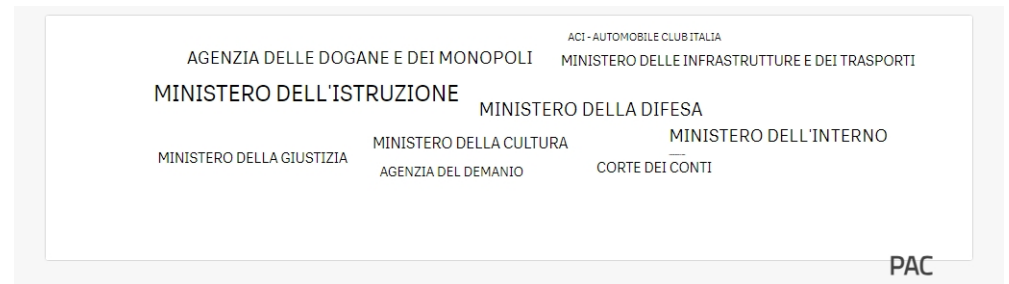 ACI - AUTOMOBILE CLUB ITALIA
AGENZIA DELLE DOGANE E DEI MONOPOLI
MINISTERO DELLE INFRASTRUTTURE E DEI TRASPORTI
MINISTERO DELL'ISTRUZIONE
MINISTERO DELLA DIFESA
MINISTERO DELL'INTERNO
MINISTERO DELLA CULTURA
MINISTERO DELLA GIUSTIZIA
CORTE DEI CONTI
AGENZIA DEL DEMANIO
PAC